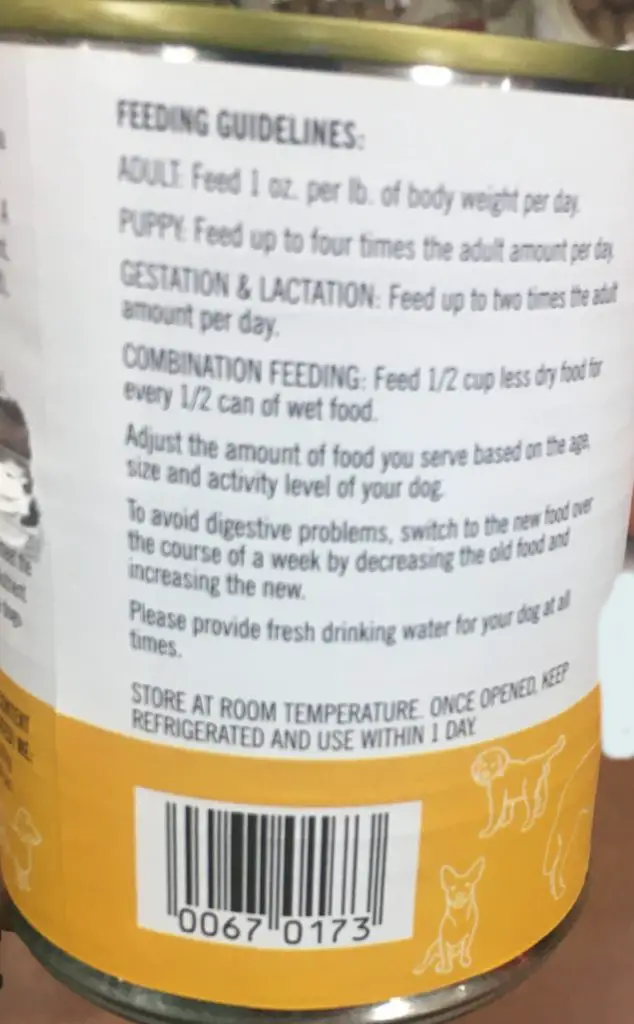 FEEDING GUIDELINES:
ADULT: Feed 1 oz. per lb. of body weight per day.
PUPPY: Feed up to four times the adult amount per day.
GESTATION & LACTATION: Feed up to two times the adult
amount per day.
COMBINATION FEEDING: Feed 1/2 cup less dry food for
every 1/2 can of wet food.
Adjust the amount of food you serve based on the age,
size and activity level of your dog.
To avoid digestive problems, switch to the new food over
the course of a week by decreasing the old food and
increasing the new.
Please provide fresh drinking water for your dog at all
times.
STORE AT ROOM TEMPERATURE. ONCE OPENED, KEEP
REFRIGERATED AND USE WITHIN 1 DAY.
0067 0173